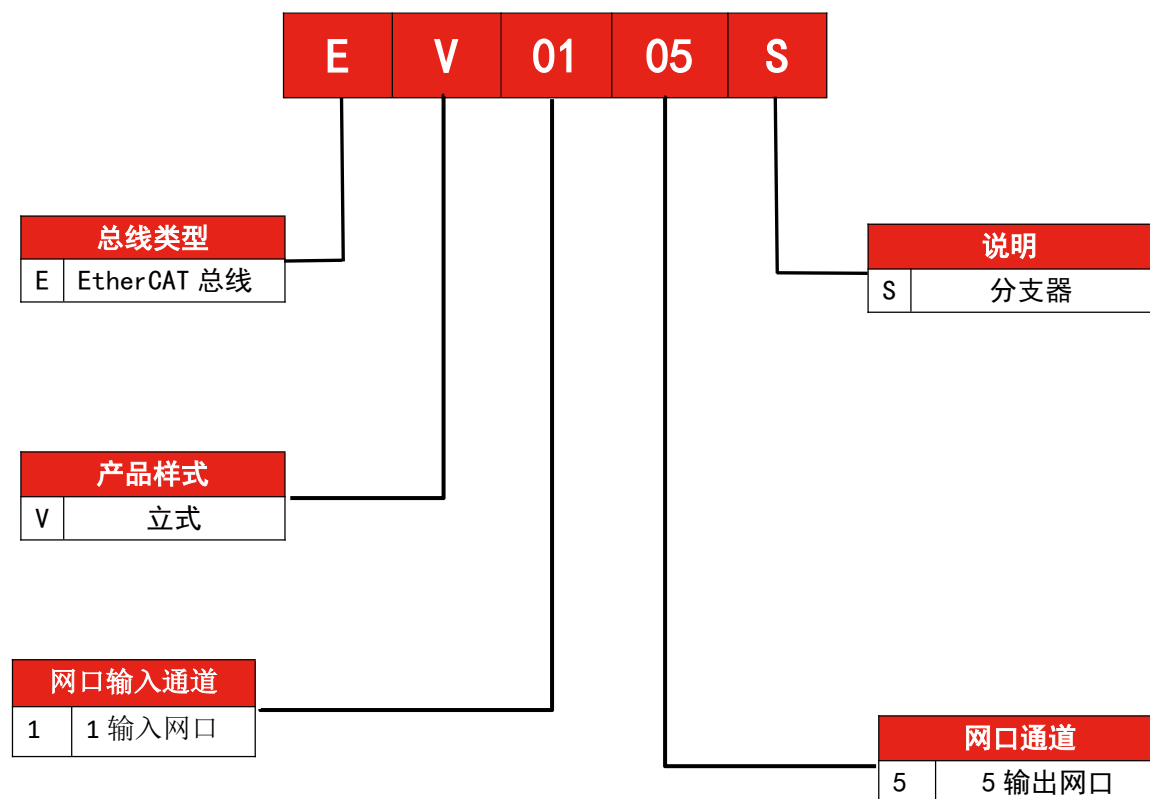 E V 01 05 S
总线类型
E EtherCAT 总线
说明
S 分支器
产品样式
V 立式
网口输入通道
1 1 输入网口
网口通道
5 5 输出网口